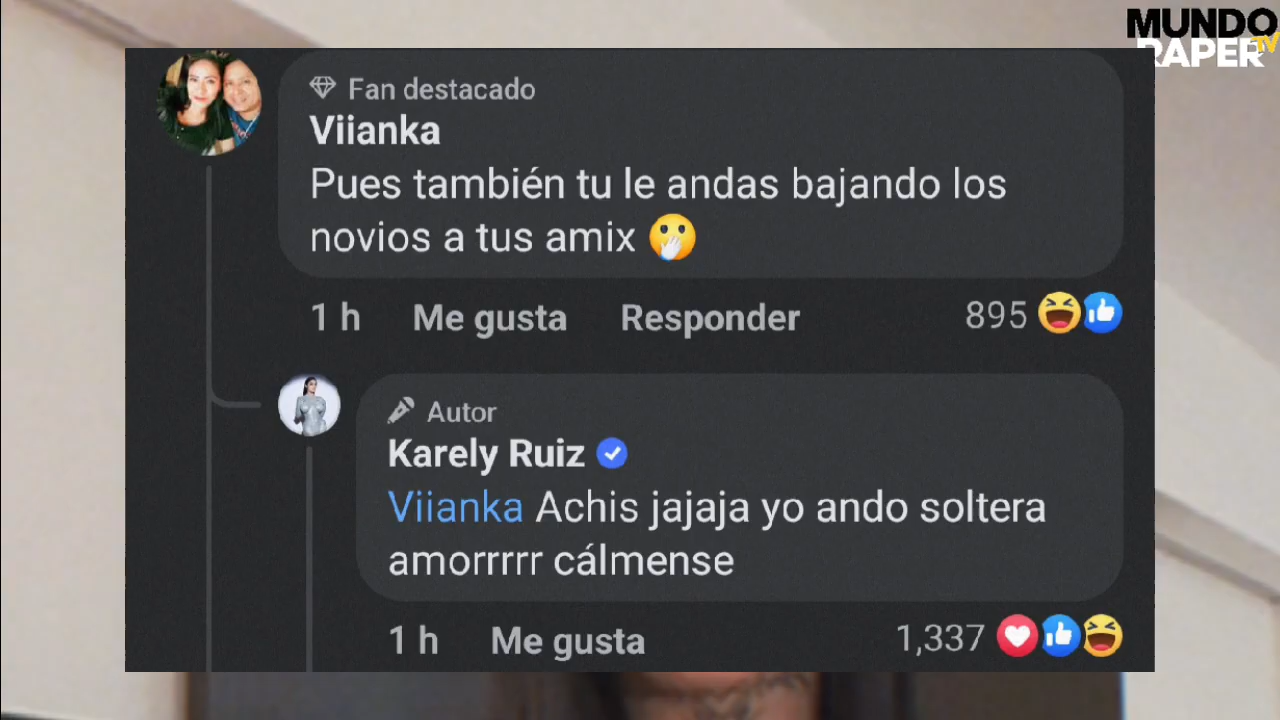 MUNDO
RAPER TV
Fan destacado
Viianka
Pues también tu le andas bajando los
novios a tus amix 🫢
1 h Me gusta Responder 895
Autor
Karely Ruiz
Viianka Achis jajaja yo ando soltera
amorrrrr cálmense
1 h Me gusta 1,337